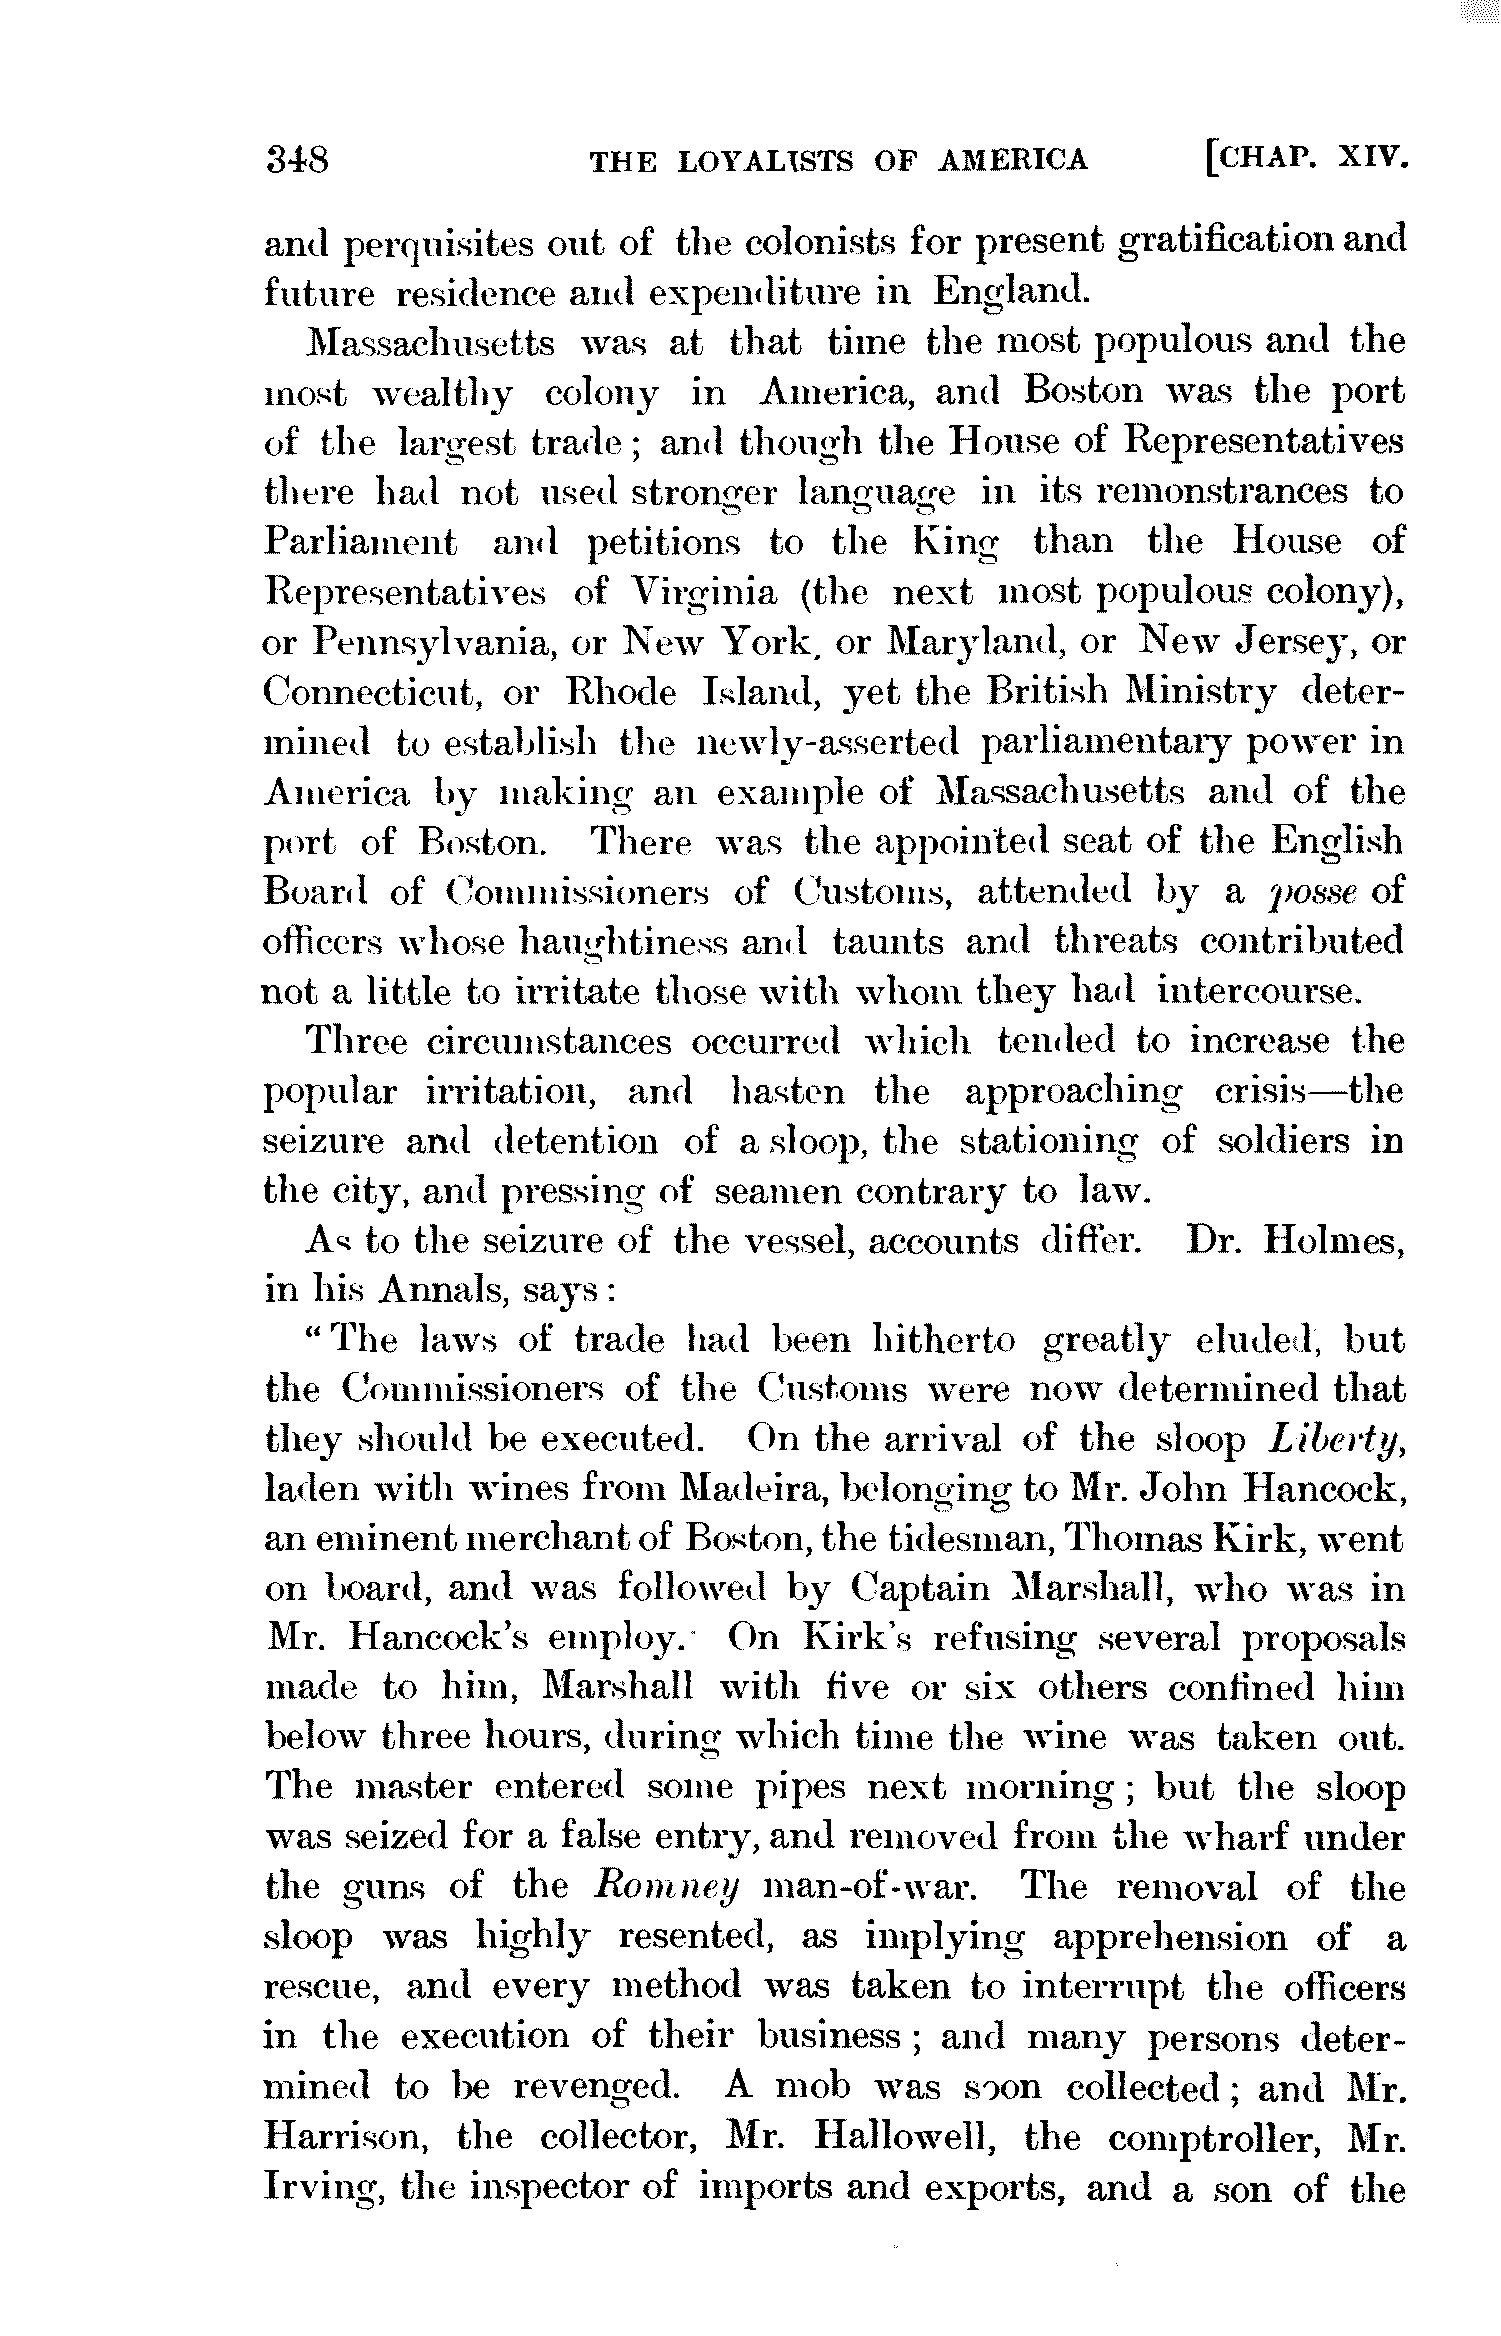 348 THE LOYALISTS OF AMERICA [CHAP. XIV.
and perquisites out of the colonists for present gratification and
future residence and expenditure in England.
Massachusetts was at that time the most populous and the
most wealthy colony in America, and Boston was the port
of the largest trade; and though the House of Representatives
there had not used stronger language in its remonstrances to
Parliament and petitions to the King than the House of
Representatives of Virginia (the next most populous colony),
or Pennsylvania, or New York, or Maryland, or New Jersey, or
Connecticut, or Rhode Island, yet the British Ministry deter-
mined to establish the newly-asserted parliamentary power in
America by making an example of Massachusetts and of the
port of Boston. There was the appointed seat of the English
Board of Commissioners of Customs, attended by a posse of
officers whose haughtiness and taunts and threats contributed
not a little to irritate those with whom they had intercourse.
Three circumstances occurred which tended to increase the
popular irritation, and hasten the approaching crisis—the
seizure and detention of a sloop, the stationing of soldiers in
the city, and pressing of seamen contrary to law.
As to the seizure of the vessel, accounts differ. Dr. Holmes,
in his Annals, says:
"The laws of trade had been hitherto greatly eluded, but
the Commissioners of the Customs were now determined that
they should be executed. On the arrival of the sloop Liberty,
laden with wines from Madeira, belonging to Mr. John Hancock,
an eminent merchant of Boston, the tidesman, Thomas Kirk, went
on board, and was followed by Captain Marshall, who was in
Mr. Hancock's employ. On Kirk's refusing several proposals
made to him, Marshall with five or six others confined him
below three hours, during which time the wine was taken out.
The master entered some pipes next morning; but the sloop
was seized for a false entry, and removed from the wharf under
the guns of the Romney man-of-war. The removal of the
sloop was highly resented, as implying apprehension of a
rescue, and every method was taken to interrupt the officers
in the execution of their business; and many persons deter-
mined to be revenged. A mob was soon collected; and Mr.
Harrison, the collector, Mr. Hallowell, the comptroller, Mr.
Irving, the inspector of imports and exports, and a son of the